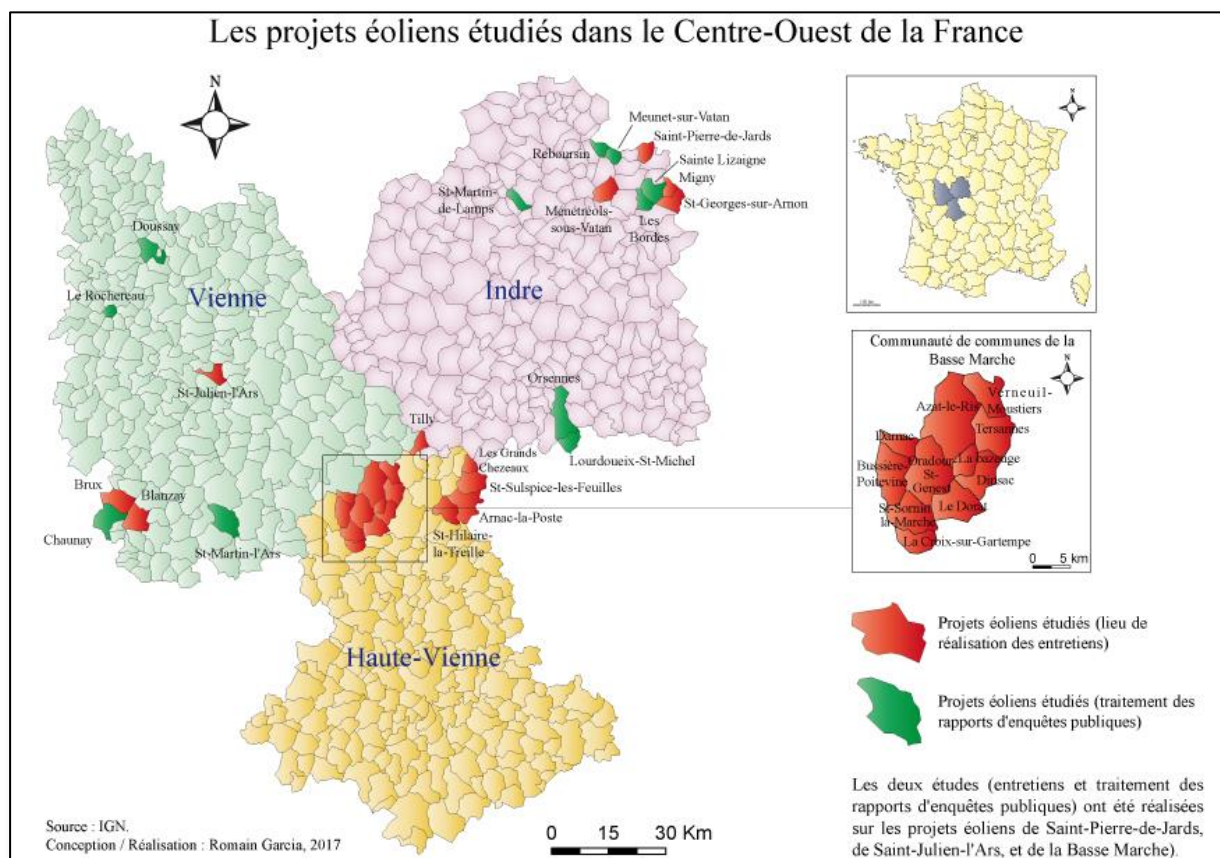 Les projets éoliens étudiés dans le Centre-Ouest de la France
N
Meunet-sur-Vatan
Saint-Pierre-de-Jards
Reboursin
Sainte Lizaigne
Migny
St-Georges-sur-Arnon
St-Martin-
de-Lamps
Ménétréols-
sous-Vatan
Les
Bordes
Doussay
Le Rochereau
Vienne
Indre
St-Julien-l'Ars
Orsennes
Tilly
Lourdoueix-St-Michel
Les Grands
Chezeaux
St-Sulspice-les-Feuilles
Arnac-la-Poste
St-Hilaire-
la-Treille
Brux
Blanzay
Chaunay
St-Martin-l'Ars
Haute-Vienne
Source : IGN.
Conception / Réalisation : Romain Garcia, 2017
0 15 30 Km
N
Communauté de communes de la
Basse Marche
N
Verneuil-
Moustiers
Azat-le-Ris
Tersannes
Darnac
Oradour-
St-
Genest
La bazeuge
Bussière-
Poitevine
Dinsac
St-Sornin
la-Marche
Le Dorat
La Croix-sur-Gartempe
0 5 km
Projets éoliens étudiés (lieu de
réalisation des entretiens)
Projets éoliens étudiés (traitement des
rapports d'enquêtes publiques)
Les deux études (entretiens et traitement des
rapports d'enquêtes publiques) ont été réalisées
sur les projets éoliens de Saint-Pierre-de-Jards,
de Saint-Julien-l'Ars, et de la Basse Marche).